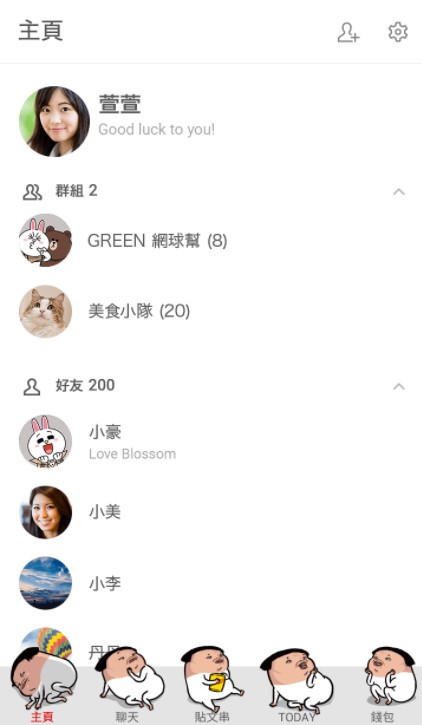 主頁
萱萱
Good luck to you!
群組 2
GREEN 網球幫 (8)
美食小隊 (20)
好友 200
小豪
Love Blossom
小美
小李
主頁
聊天
貼文串
TODAY
錢包